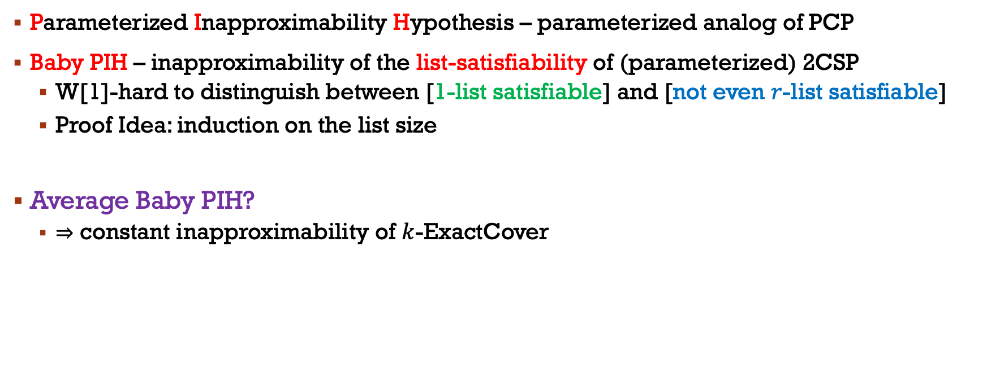 ▪ Parameterized Inapproximability Hypothesis – parameterized analog of PCP
▪ Baby PIH – inapproximability of the list-satisfiability of (parameterized) 2CSP
▪ W[1]-hard to distinguish between [1-list satisfiable] and [not even r-list satisfiable]
▪ Proof Idea: induction on the list size
▪ Average Baby PIH?
▪ ⇒ constant inapproximability of k-ExactCover